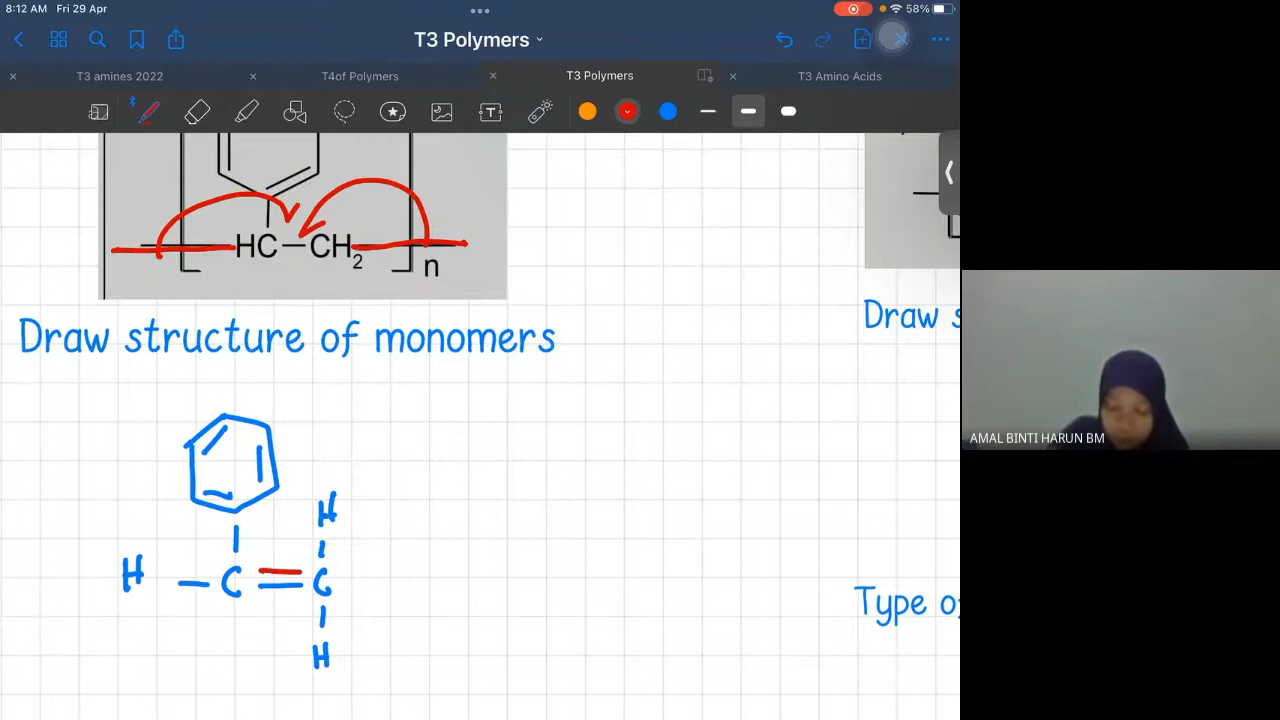 8:12 AM Fri 29 Apr
58%
T3 Polymers
T3 amines 2022
T4of Polymers
T3 Polymers
T3 Amino Acids
HC CH2
n
Draw structure of monomers
Draw s
H
H C C
H
Type o
AMAL BINTI HARUN BM